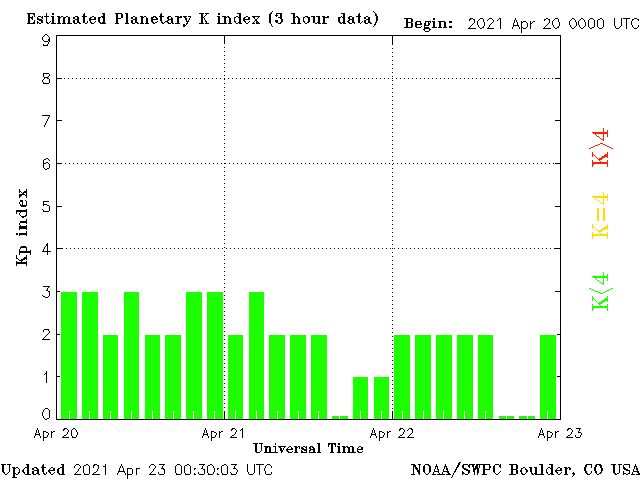 Estimated Planetary K index (3 hour data)
Begin: 2021 Apr 20 0000 UTC
9
8
7
6
5
4
3
2
1
0
Kp index
K>4
K=4
K<4
Apr 20
Apr 21
Apr 22
Apr 23
Universal Time
Updated 2021 Apr 23 00:30:03 UTC
NOAA/SWPC Boulder, CO USA